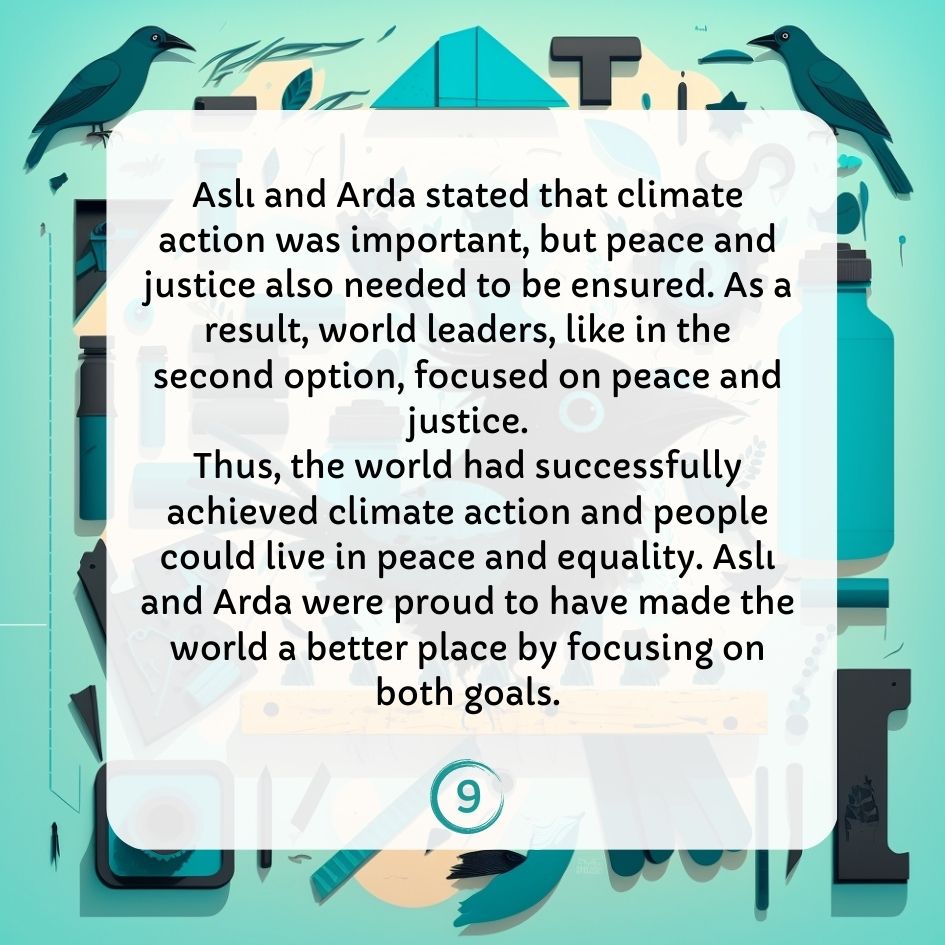 Aslı and Arda stated that climate
action was important, but peace and
justice also needed to be ensured. As a
result, world leaders, like in the
second option, focused on peace and
justice.
Thus, the world had successfully
achieved climate action and people
could live in peace and equality. Aslı
and Arda were proud to have made the
world a better place by focusing on
both goals.
9